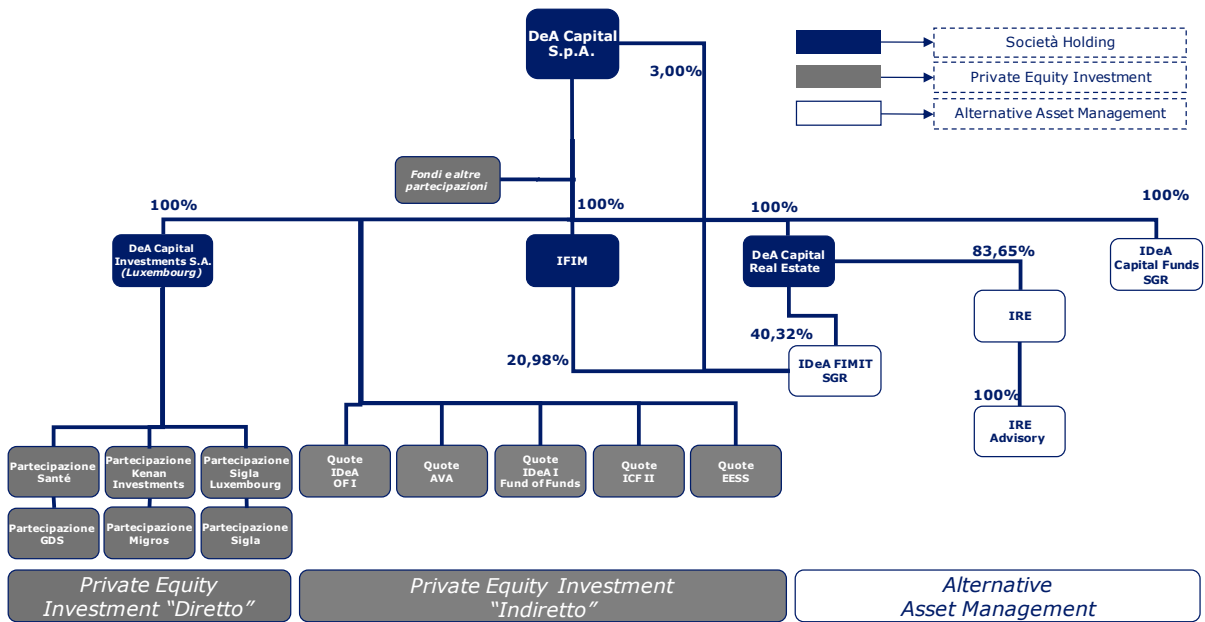 DeA Capital
S.p.A.
3,00%
Società Holding
Private Equity Investment
Alternative Asset Management
Fondi e altre
partecipazioni
100%
100%
100%
100%
DeA Capital
Investments S.A.
(Luxembourg)
IFIM
DeA Capital
Real Estate
83,65%
IDeA
Capital Funds
SGR
IRE
20,98%
40,32%
IDeA FIMIT
SGR
100%
IRE
Advisory
Partecipazione
Santé
Partecipazione
Kenan
Investments
Partecipazione
Sigla
Luxembourg
Quote
IDeA
OF I
Quote
AVA
Quote
IDeA I
Fund of Funds
Quote
ICF II
Quote
EESS
Partecipazione
GDS
Partecipazione
Migros
Partecipazione
Sigla
Private Equity
Investment “Diretto”
Private Equity Investment
“Indiretto”
Alternative
Asset Management